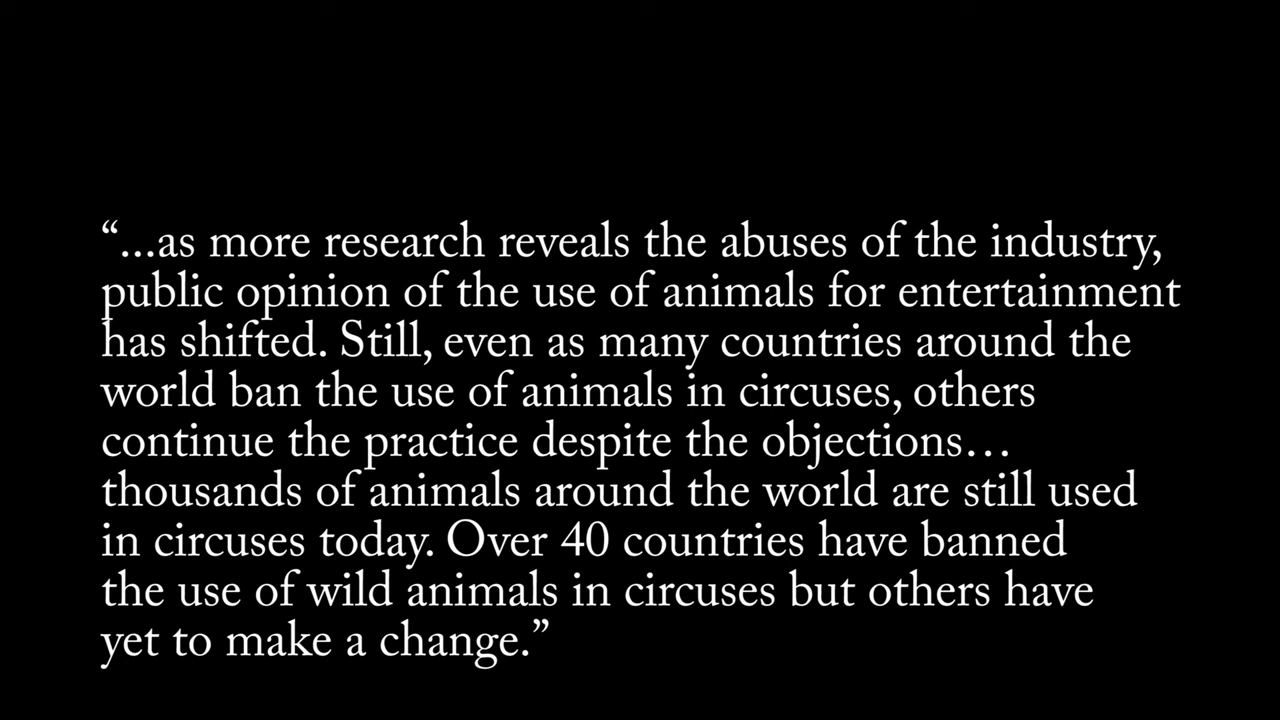 “...as more research reveals the abuses of the industry,
public opinion of the use of animals for entertainment
has shifted. Still, even as many countries around the
world ban the use of animals in circuses, others
continue the practice despite the objections…
thousands of animals around the world are still used
in circuses today. Over 40 countries have banned
the use of wild animals in circuses but others have
yet to make a change.”